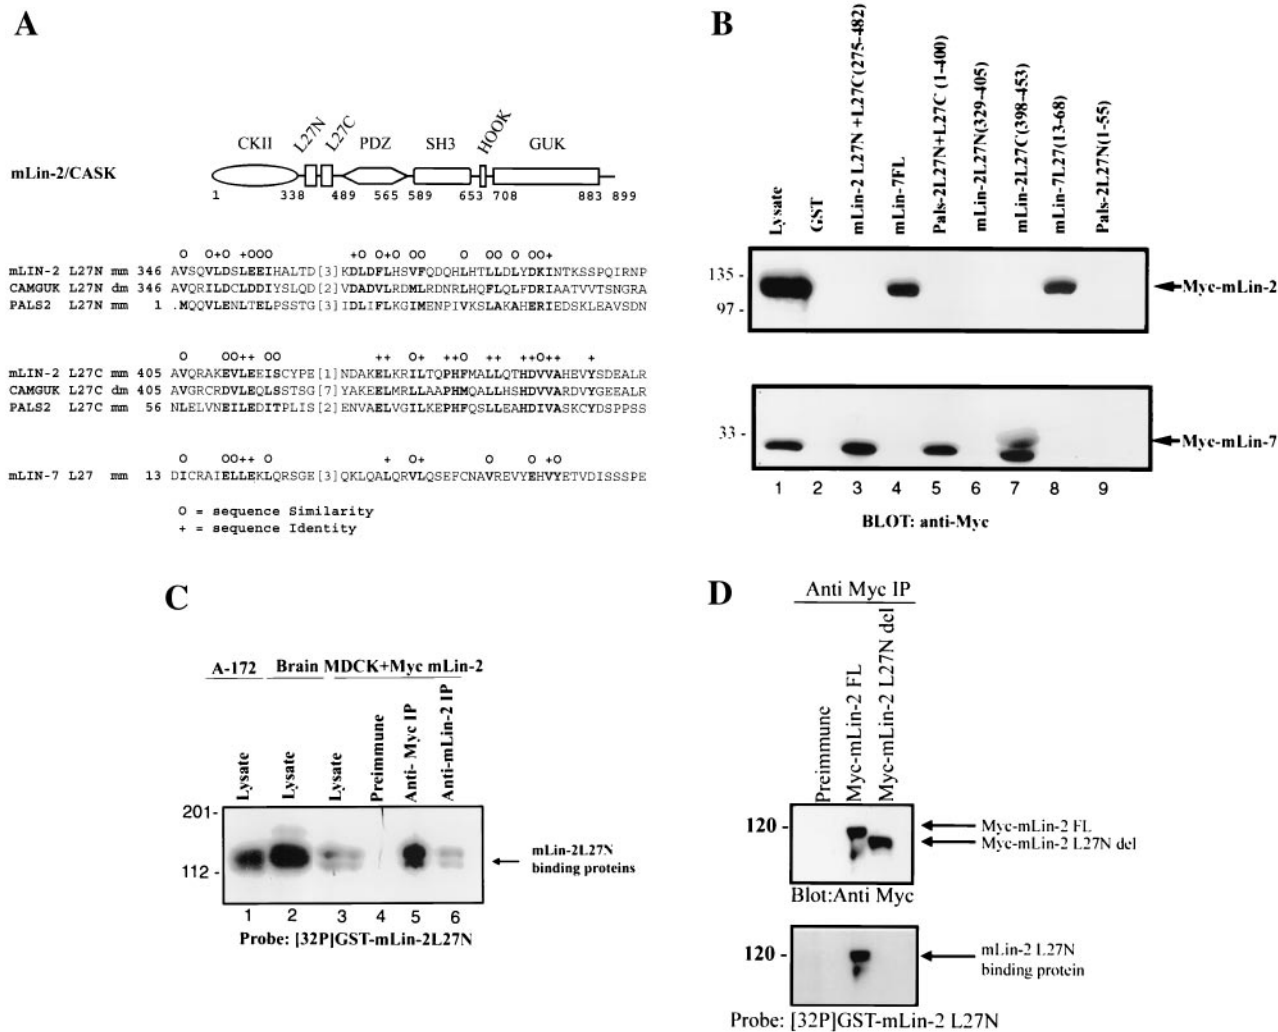 A
CKII
L27N
L27C
PDZ
SH3
HOOK
GUK
mLin-2/CASK
1 338 489 565 589 653 708 883 899
O O+O +OOOO +O O+ OO OO OO OO+
mLIN-2 L27N mm 346 AVSQVLDSLEEIHALTD[3]KDLDFLHSVFQDQHLHTLLDLYDKINTKSSPQIRNP
CAMGUK L27N dm 346 AVQRILDCLDDIYSLQD[2]VDADVLRDMLRDNRLHQFLQLFDRIAATVVTSNGRA
PALS2 L27N mm 1 .MQQVLENLTELPSSTG[3]IDLIFLKGIMENPIVKSLAKAHERIEDSKLEAVSDN
O OO++ OO ++ O+ ++O ++ ++O++ +
mLIN-2 L27C mm 405 AVQRAKEVLEEISCYPE[1]NDAKELKRILTQPHFMALLQTHDVVAHEVYSDEALR
CAMGUK L27C dm 405 AVGRCRDVLEQLSSTSG[7]YAKEELMRLLAAPHMQALLHSHDVVARDVYGEEALR
PALS2 L27C mm 56 NLELVNEILEDITPLIS[2]ENVAELVGILKEPHFQSLLEAHDIVASKCYDSPPSS
O OO++ O + O+ O O +O
mLIN-7 L27 mm 13 DICRAIELLEKLQRSGE[3]QKLQALQRVLQSEFCNAVREVYEHVYETVDISSSPE
O = sequence Similarity
+ = sequence Identity
B
Lysate
GST
mLin-2 L27N +L27C(275-482)
mLin-7FL
Pals-2L27N+L27C (1-400)
mLin-2L27N(329-405)
mLin-2L27C(398-453)
mLin-7L27(13-68)
Pals-2L27N(1-55)
135 -
97 -
Myc-mLin-2
33 -
Myc-mLin-7
1 2 3 4 5 6 7 8 9
BLOT: anti-Myc
C
A-172 Brain MDCK+Myc mLin-2
Lysate
Lysate
Lysate
Preimmune
Anti- Myc IP
Anti-mLin-2 IP
201-
112 -
mLin-2L27N
binding proteins
1 2 3 4 5 6
Probe: [32P]GST-mLin-2L27N
D
Anti Myc IP
Preimmune
Myc-mLin-2 FL
Myc-mLin-2 L27N del
120 -
Myc-mLin-2 FL
Myc-mLin-2 L27N del
Blot:Anti Myc
120 -
mLin-2 L27N
binding protein
Probe: [32P]GST-mLin-2 L27N